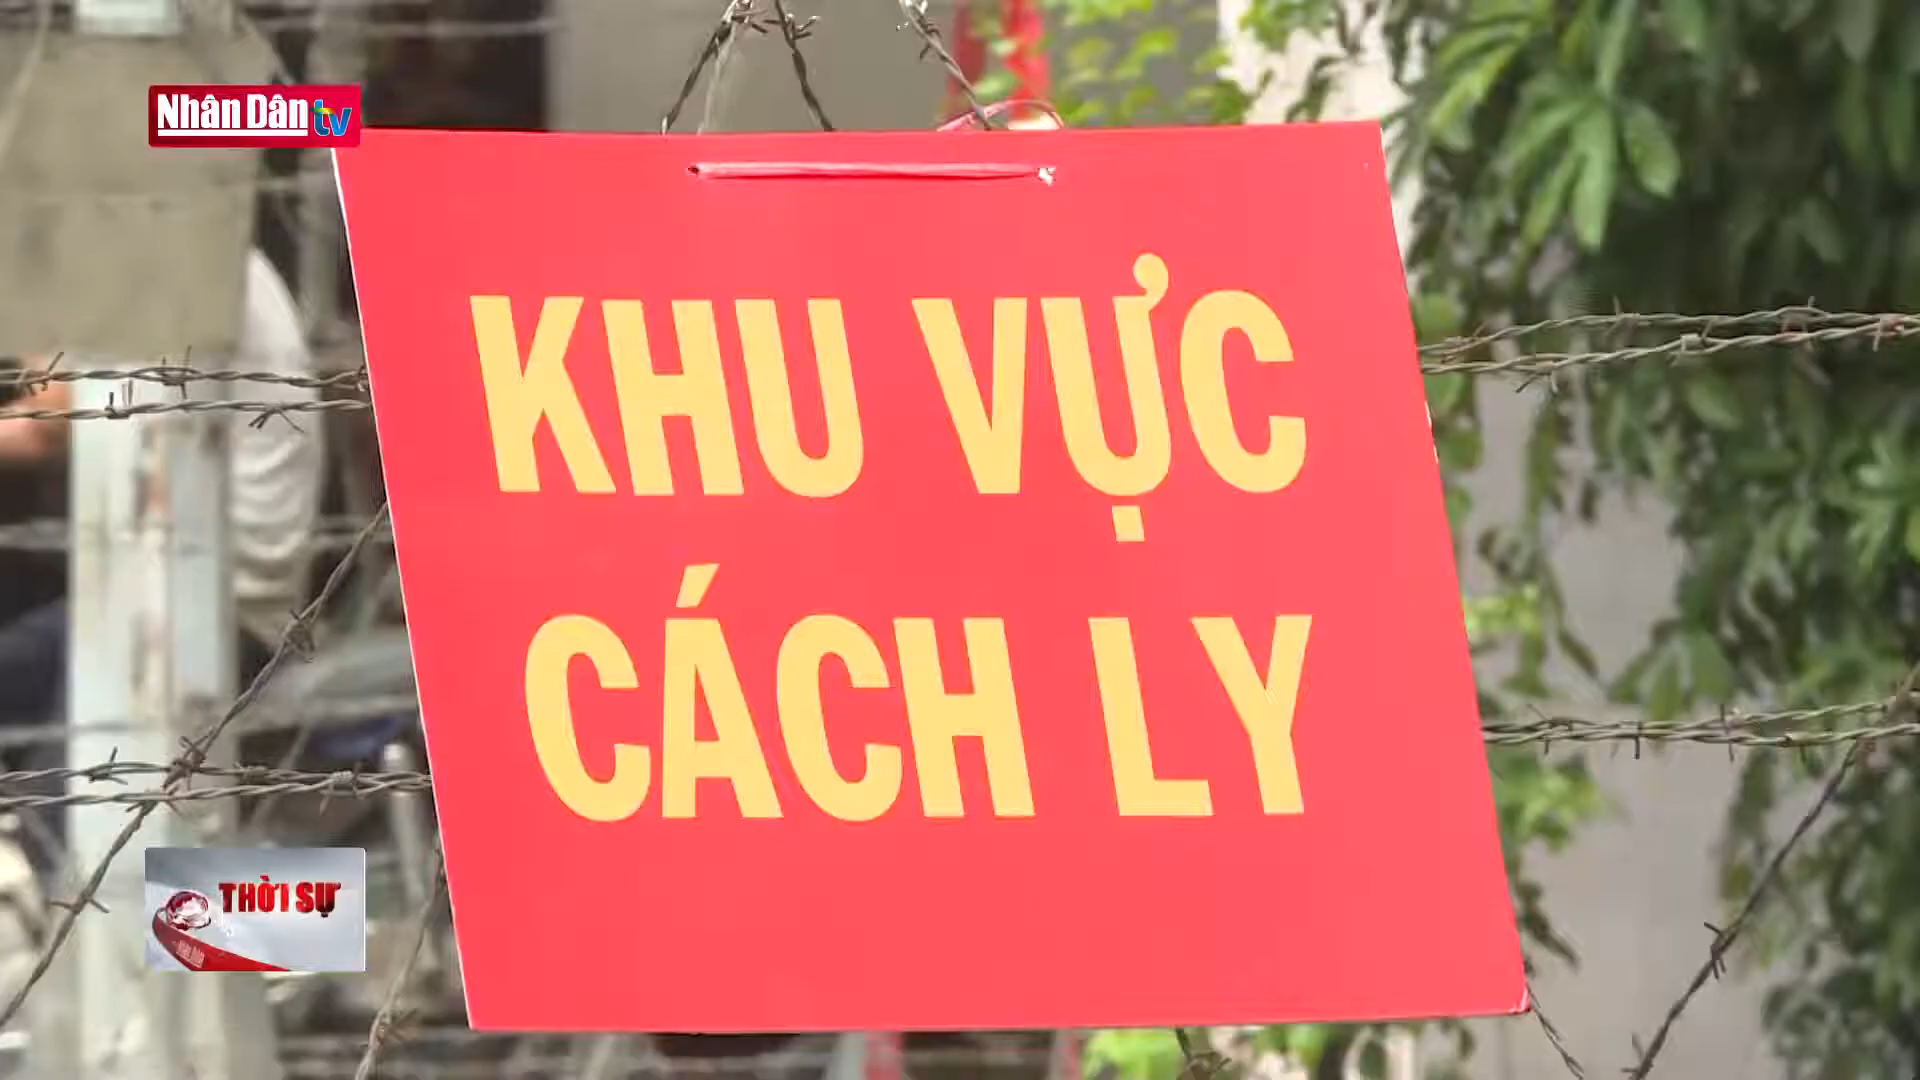 Nhân Dân tv
KHU VỰC
CÁCH LY
THỜI SỰ